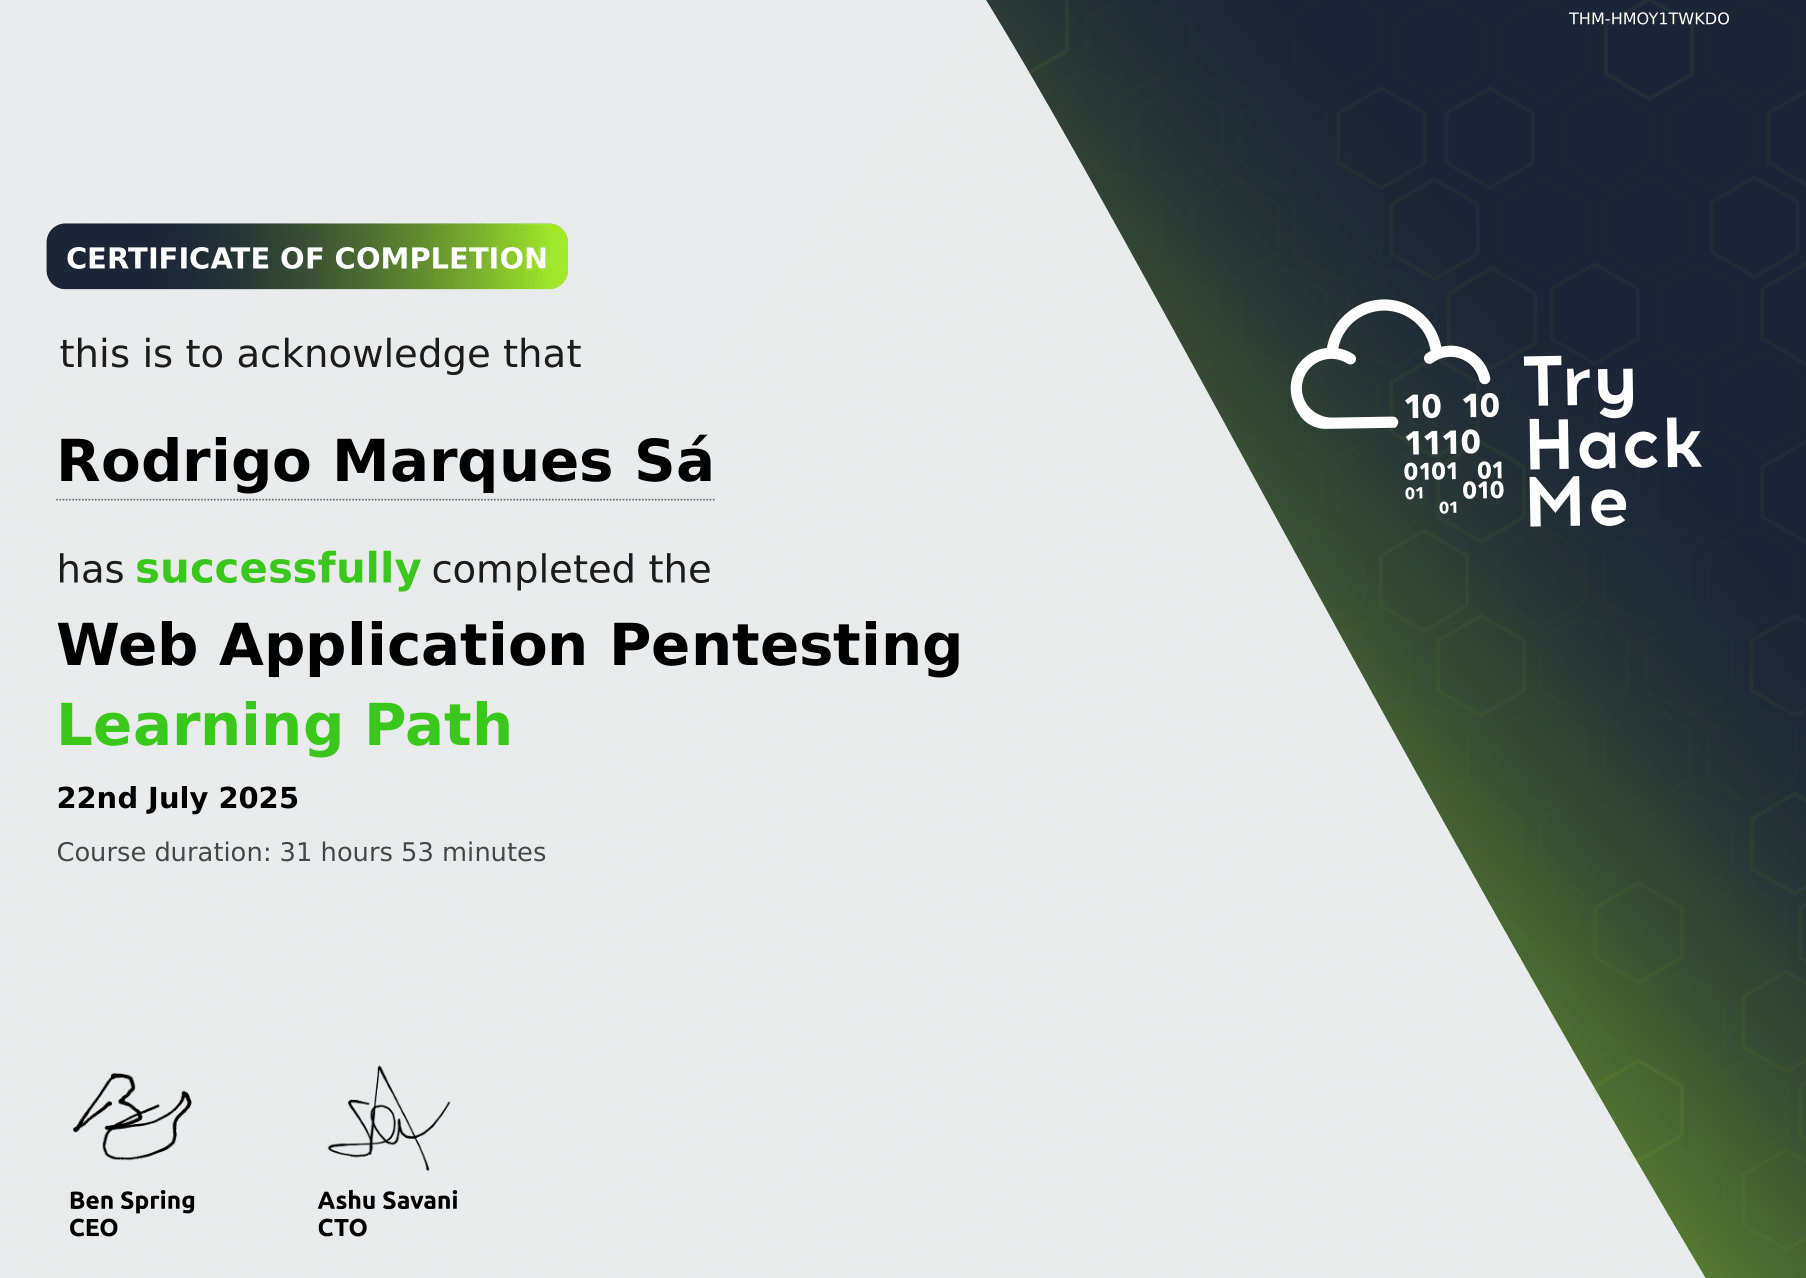 THM-HMOY1TWKDO
CERTIFICATE OF COMPLETION
this is to acknowledge that
Rodrigo Marques Sá
has successfully completed the
Web Application Pentesting
Learning Path
22nd July 2025
Course duration: 31 hours 53 minutes
10 10
1110
0101 01
01 010
01
Try
Hack
Me
Ben Spring
CEO
Ashu Savani
CTO